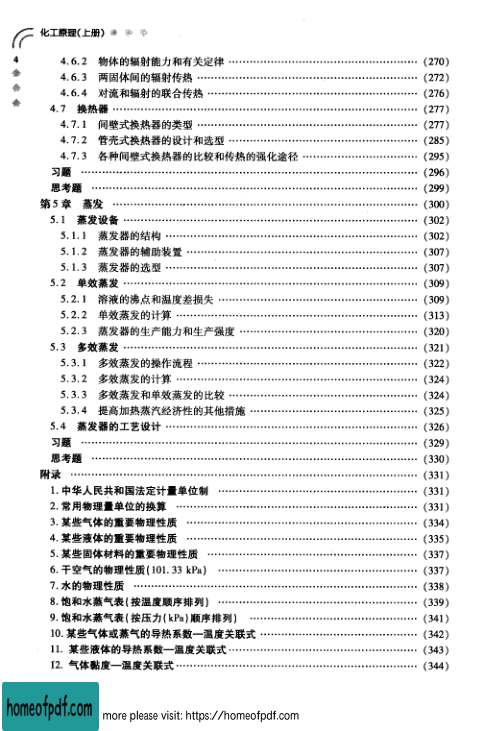 化工原理(上册)
4
4.6.2 物体的辐射能力和有关定律 …… (270)
4.6.3 两固体间的辐射传热 …… (272)
4.6.4 对流和辐射的联合传热 …… (276)
4.7 换热器 …… (277)
4.7.1 间壁式换热器的类型 …… (277)
4.7.2 管壳式换热器的设计和选型 …… (285)
4.7.3 各种间壁式换热器的比较和传热的强化途径 …… (295)
习题 …… (296)
思考题 …… (299)
第5章 蒸发 …… (300)
5.1 蒸发设备 …… (302)
5.1.1 蒸发器的结构 …… (302)
5.1.2 蒸发器的辅助装置 …… (307)
5.1.3 蒸发器的选型 …… (307)
5.2 单效蒸发 …… (309)
5.2.1 溶液的沸点和温度差损失 …… (309)
5.2.2 单效蒸发的计算 …… (313)
5.2.3 蒸发器的生产能力和生产强度 …… (320)
5.3 多效蒸发 …… (321)
5.3.1 多效蒸发的操作流程 …… (322)
5.3.2 多效蒸发的计算 …… (324)
5.3.3 多效蒸发和单效蒸发的比较 …… (324)
5.3.4 提高加热蒸汽经济性的其他措施 …… (325)
5.4 蒸发器的工艺设计 …… (326)
习题 …… (329)
思考题 …… (330)
附录 …… (331)
1.中华人民共和国法定计量单位制 …… (331)
2.常用物理量单位的换算 …… (331)
3.某些气体的重要物理性质 …… (334)
4.某些液体的重要物理性质 …… (335)
5.某些固体材料的重要物理性质 …… (337)
6.干空气的物理性质(101.33 kPa) …… (337)
7.水的物理性质 …… (338)
8.饱和水蒸气表(按温度顺序排列) …… (339)
9.饱和水蒸气表(按压力(kPa)顺序排列) …… (341)
10.某些气体或蒸气的导热系数—温度关联式 …… (342)
11.某些液体的导热系数—温度关联式 …… (343)
12.气体黏度—温度关联式 …… (344)
homeofpdf.com
more please visit: https://homeofpdf.com